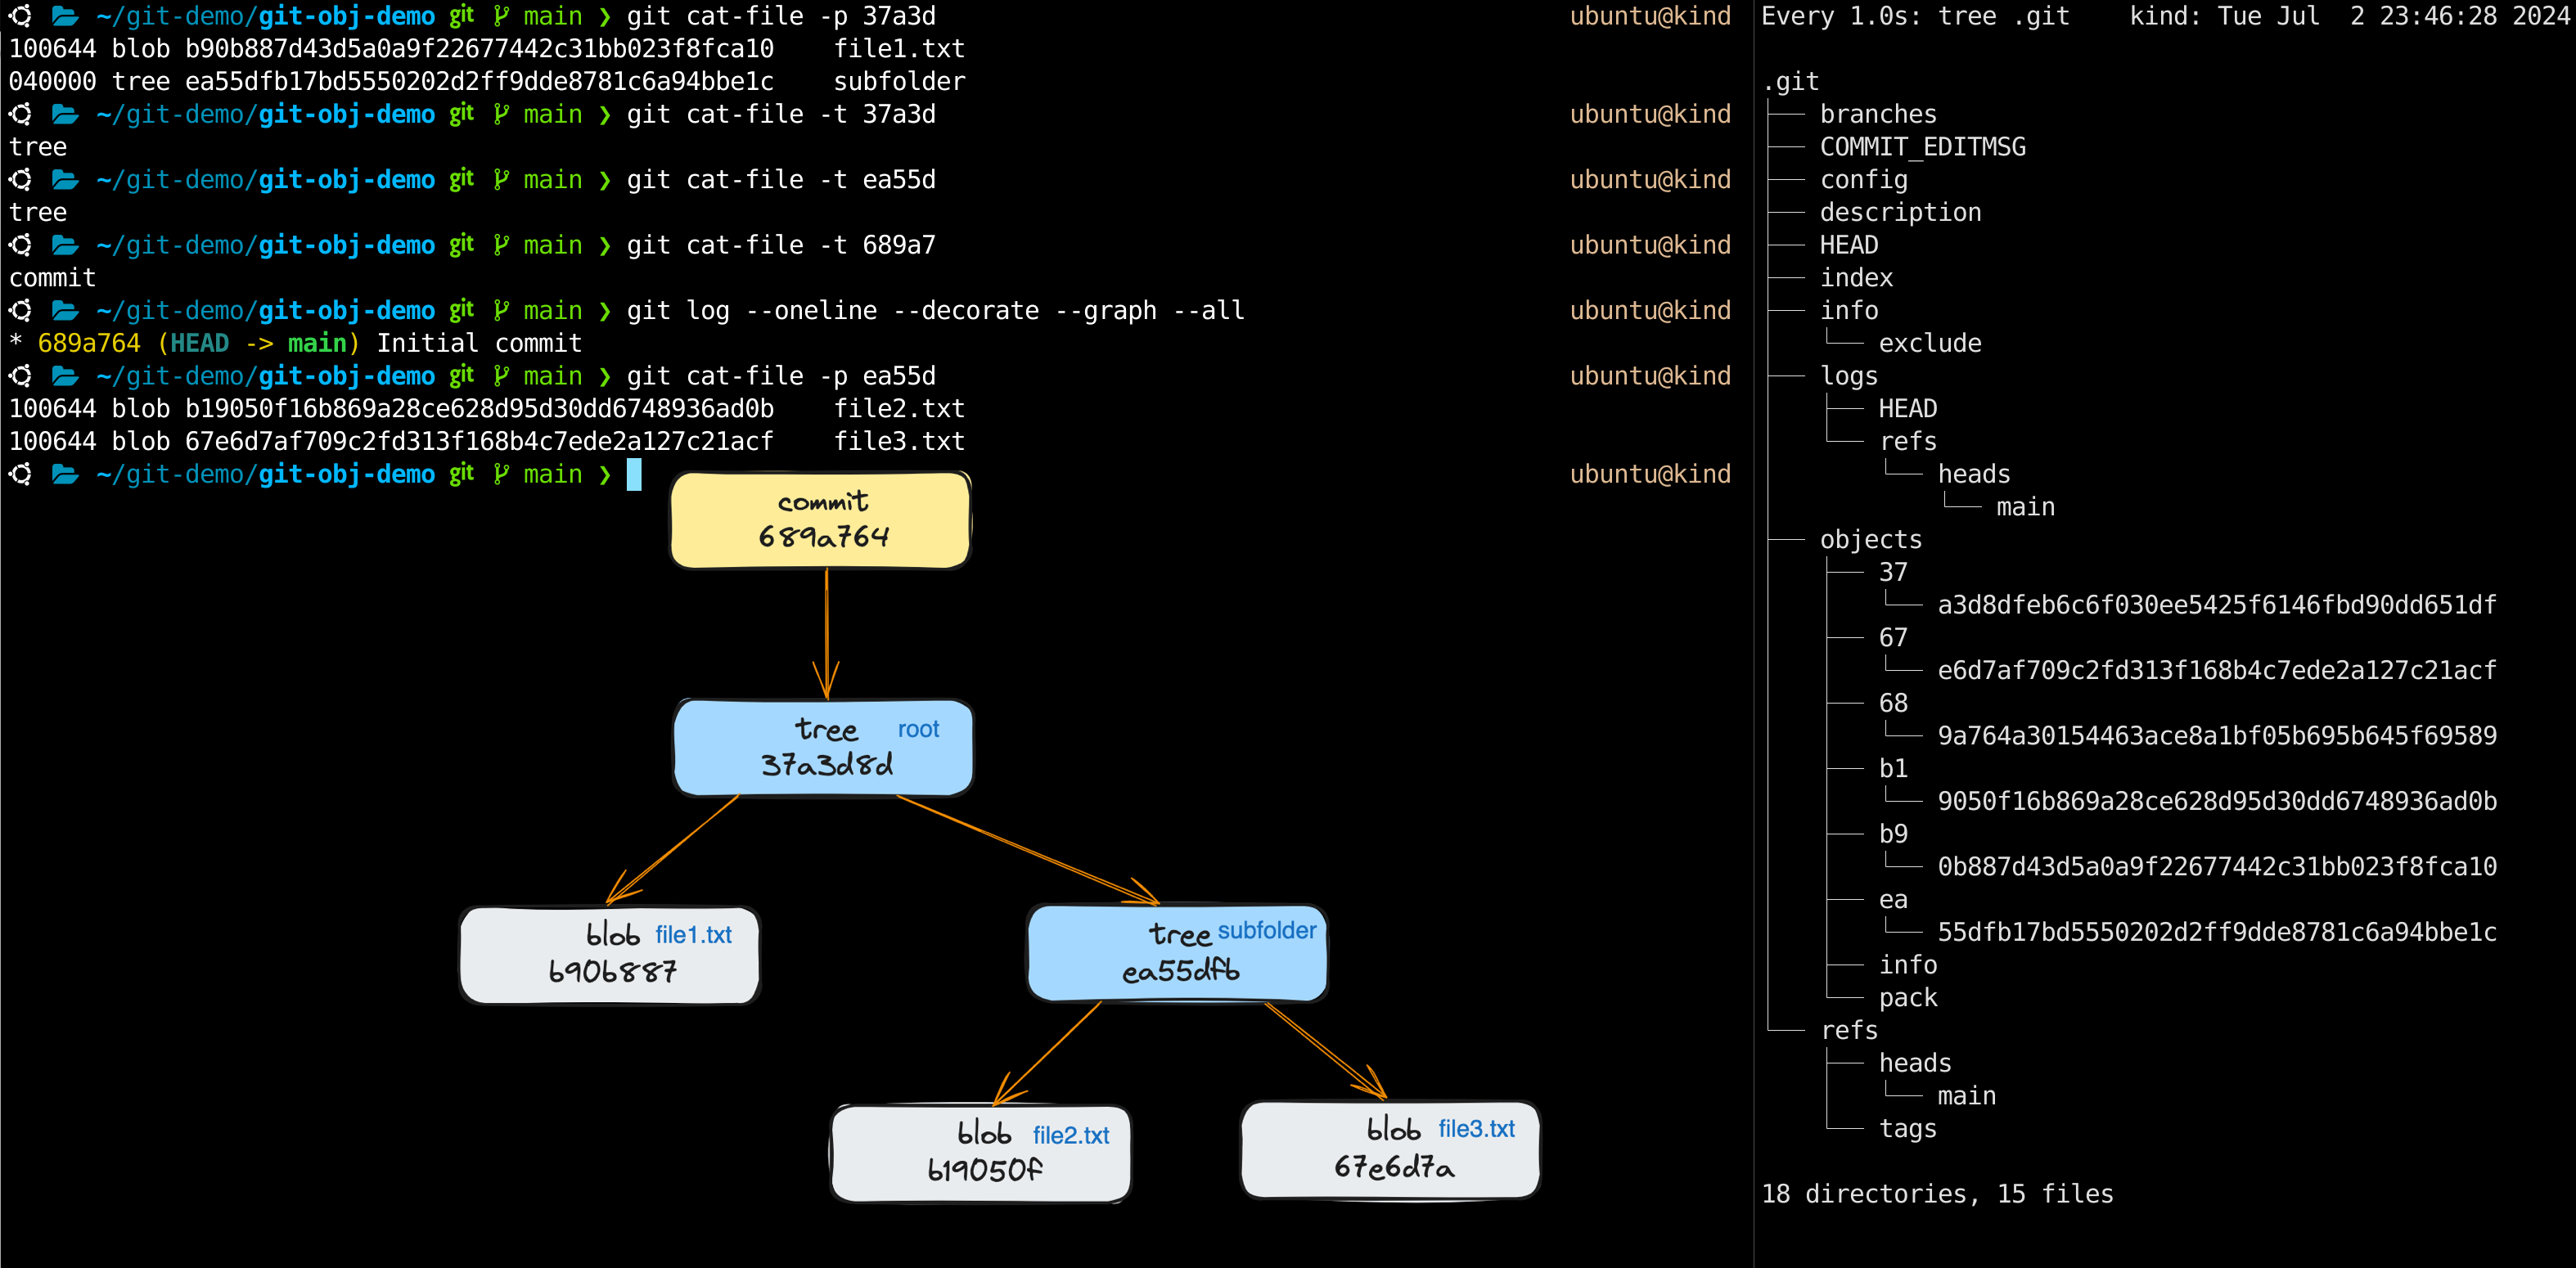 ~/git-demo/git-obj-demo git main ❯ git cat-file -p 37a3d ubuntu@kind
100644 blob b90b887d43d5a0a9f22677442c31bb023f8fca10    file1.txt
040000 tree ea55dfb17bd5550202d2ff9dde8781c6a94bbe1c    subfolder
~/git-demo/git-obj-demo git main ❯ git cat-file -t 37a3d ubuntu@kind
tree
~/git-demo/git-obj-demo git main ❯ git cat-file -t ea55d ubuntu@kind
tree
~/git-demo/git-obj-demo git main ❯ git cat-file -t 689a7 ubuntu@kind
commit
~/git-demo/git-obj-demo git main ❯ git log --oneline --decorate --graph --all ubuntu@kind
* 689a764 (HEAD -> main) Initial commit
~/git-demo/git-obj-demo git main ❯ git cat-file -p ea55d ubuntu@kind
100644 blob b19050f16b869a28ce628d95d30dd6748936ad0b    file2.txt
100644 blob 67e6d7af709c2fd313f168b4c7ede2a127c21acf    file3.txt
~/git-demo/git-obj-demo git main ❯ ubuntu@kind
commit
689a764
tree root
37a3d8d
blob file1.txt
b90b887
tree subfolder
ea55dfb
blob file2.txt
b19050f
blob file3.txt
67e6d7a
Every 1.0s: tree .git    kind: Tue Jul  2 23:46:28 2024
.git
├── branches
├── COMMIT_EDITMSG
├── config
├── description
├── HEAD
├── index
├── info
│   └── exclude
├── logs
│   ├── HEAD
│   └── refs
│       └── heads
│           └── main
├── objects
│   ├── 37
│   │   └── a3d8dfeb6c6f030ee5425f6146fbd90dd651df
│   ├── 67
│   │   └── e6d7af709c2fd313f168b4c7ede2a127c21acf
│   ├── 68
│   │   └── 9a764a30154463ace8a1bf05b695b645f69589
│   ├── b1
│   │   └── 9050f16b869a28ce628d95d30dd6748936ad0b
│   ├── b9
│   │   └── 0b887d43d5a0a9f22677442c31bb023f8fca10
│   ├── ea
│   │   └── 55dfb17bd5550202d2ff9dde8781c6a94bbe1c
│   ├── info
│   └── pack
└── refs
    ├── heads
    │   └── main
    └── tags
18 directories, 15 files